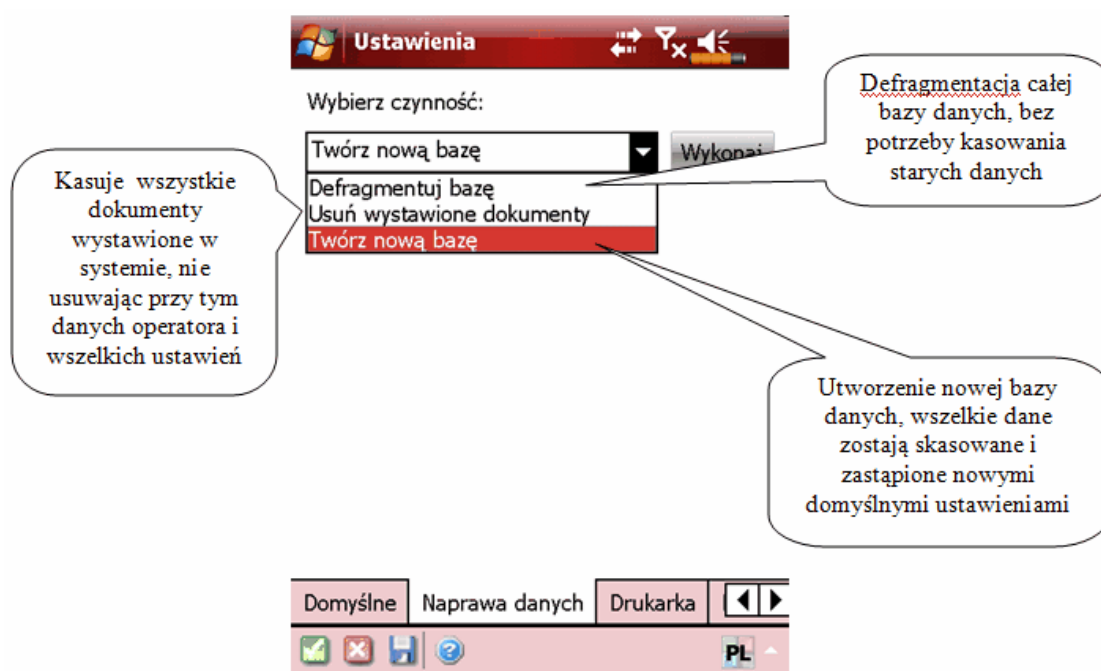 Ustawienia
Wybierz czynność:
Twórz nową bazę
Wykonaj
Defragmentuj bazę
Usuń wystawione dokumenty
Twórz nową bazę
Defragmentacja całej
bazy danych, bez
potrzeby kasowania
starych danych
Kasuje wszystkie
dokumenty
wystawione w
systemie, nie
usuwając przy tym
danych operatora i
wszelkich ustawień
Utworzenie nowej bazy
danych, wszelkie dane
zostają skasowane i
zastąpione nowymi
domyślnymi ustawieniami
Domyślne
Naprawa danych
Drukarka
PL